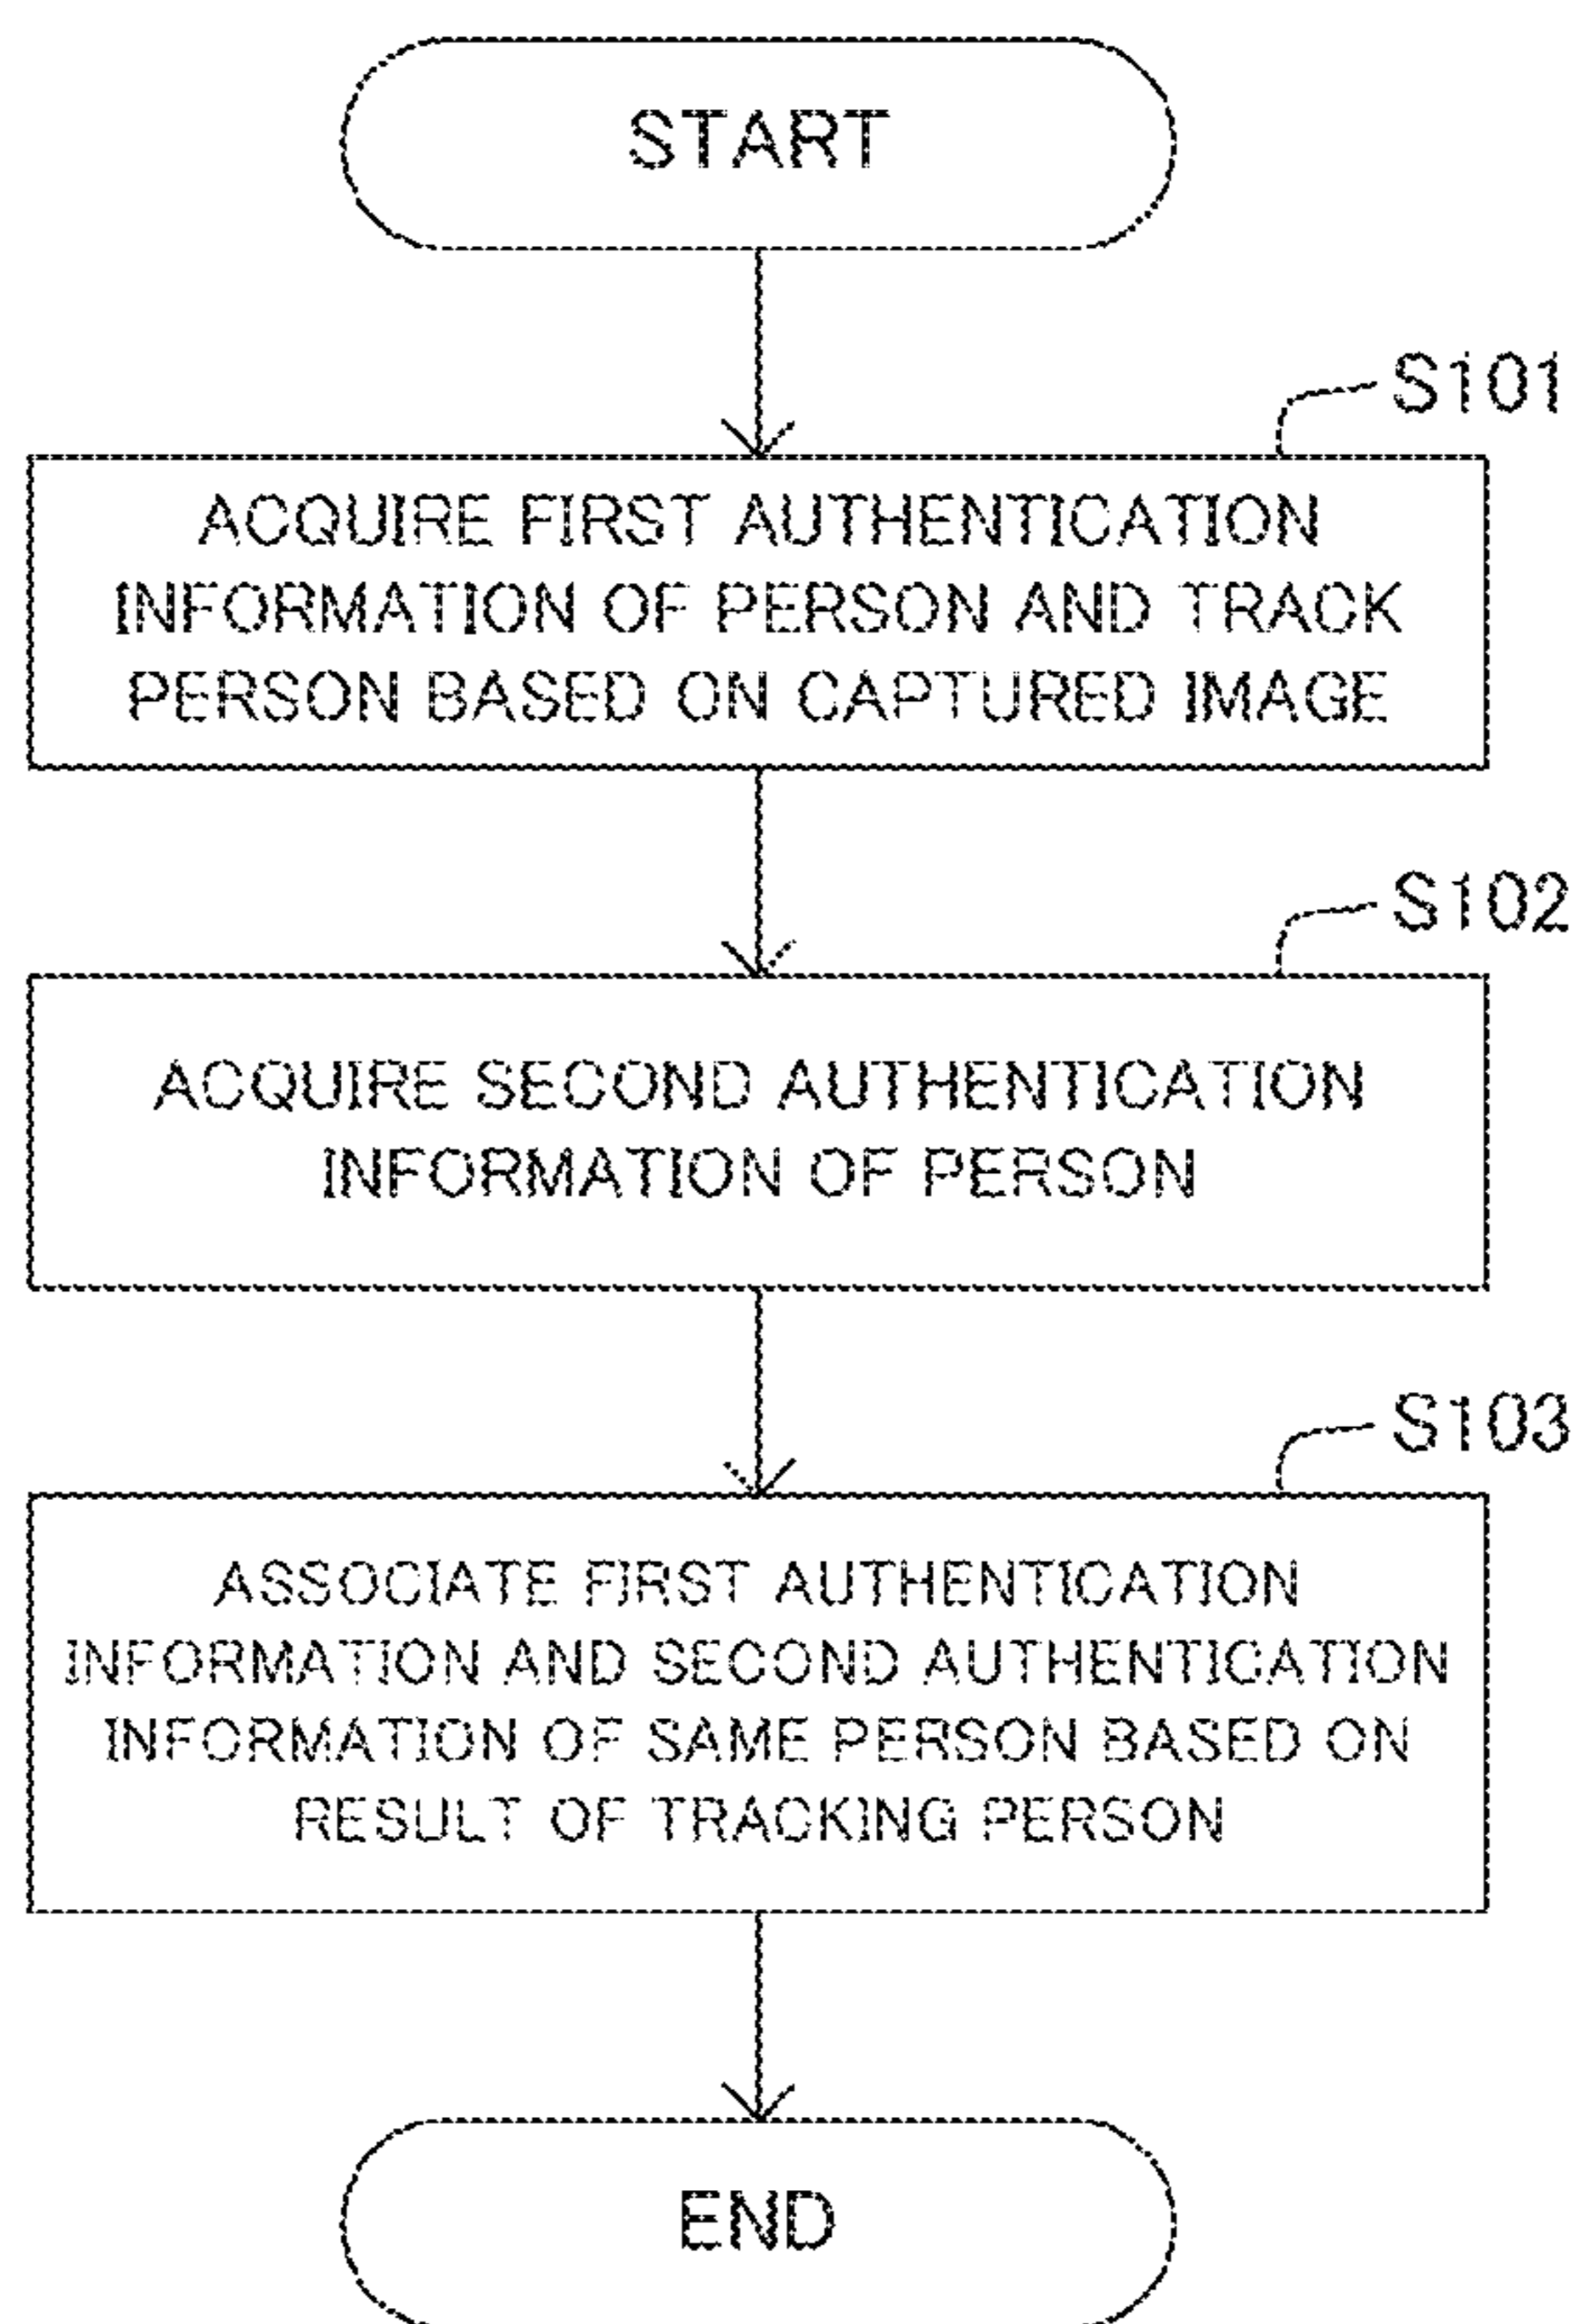 START
S101
ACQUIRE FIRST AUTHENTICATION
INFORMATION OF PERSON AND TRACK
PERSON BASED ON CAPTURED IMAGE
S102
ACQUIRE SECOND AUTHENTICATION
INFORMATION OF PERSON
S103
ASSOCIATE FIRST AUTHENTICATION
INFORMATION AND SECOND AUTHENTICATION
INFORMATION OF SAME PERSON BASED ON
RESULT OF TRACKING PERSON
END